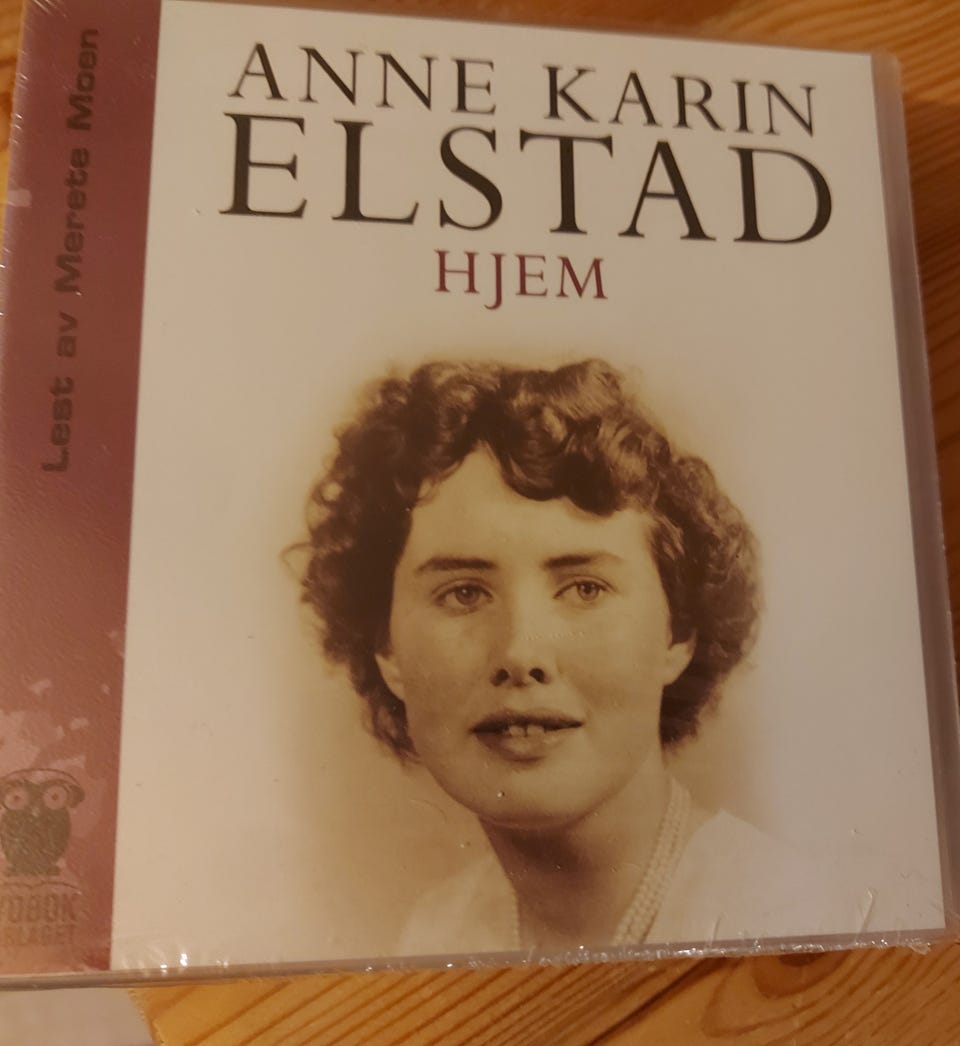 ANNE KARIN
ELSTAD
HJEM
Lest av Merete Moen